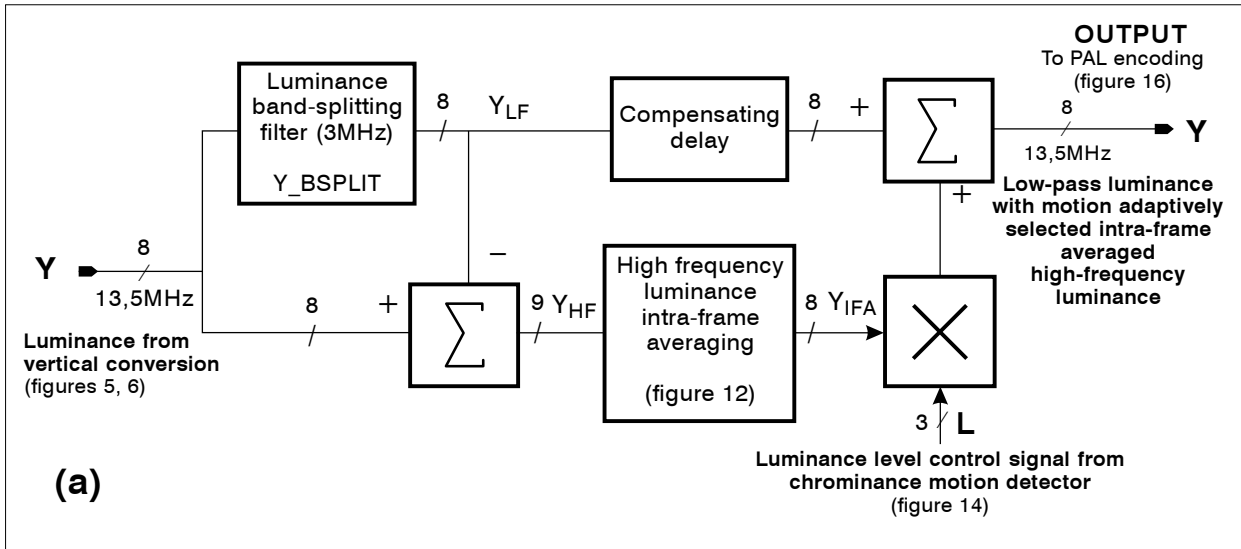 OUTPUT
To PAL encoding
(figure 16)
Luminance
band-splitting
filter (3MHz)
Y_BSPLIT
8
Y_LF
Compensating
delay
8
+
∑
8
Y
13,5MHz
+
Low-pass luminance
with motion adaptively
selected intra-frame
averaged
high-frequency
luminance
Y
8
13,5MHz
Luminance from
vertical conversion
(figures 5, 6)
8
+
−
∑
9
Y_HF
High frequency
luminance
intra-frame
averaging
(figure 12)
8
Y_IFA
3
L
Luminance level control signal from
chrominance motion detector
(figure 14)
(a)